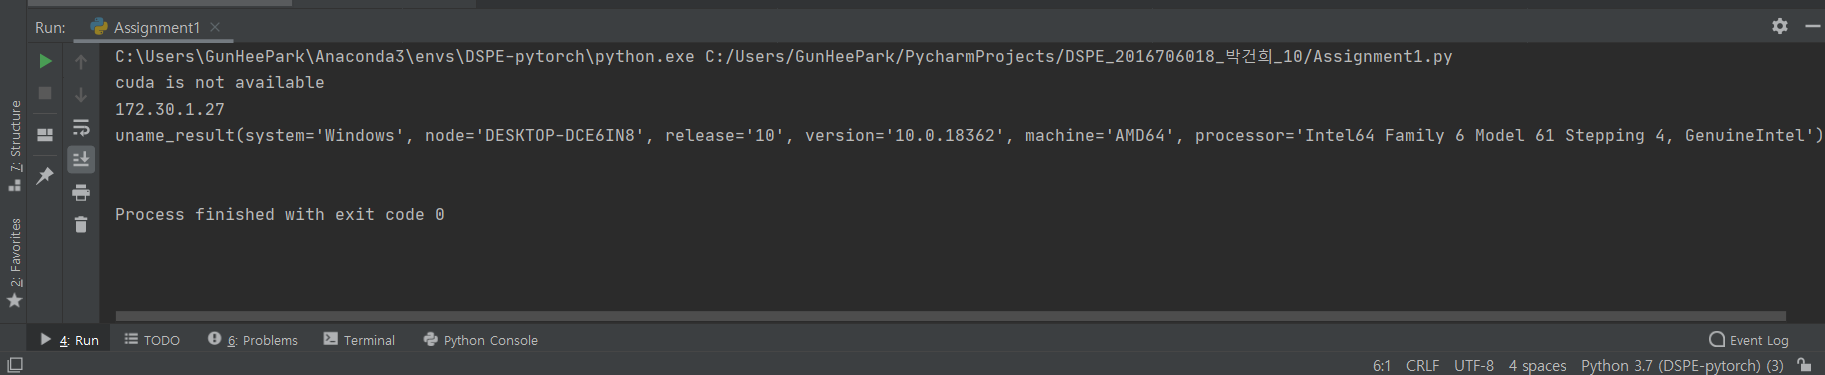 Run: Assignment1
C:\Users\GunHeePark\Anaconda3\envs\DSPE-pytorch\python.exe C:/Users/GunHeePark/PycharmProjects/DSPE_2016706018_박건희_10/Assignment1.py
cuda is not available
172.30.1.27
uname_result(system='Windows', node='DESKTOP-DCE6IN8', release='10', version='10.0.18362', machine='AMD64', processor='Intel64 Family 6 Model 61 Stepping 4, GenuineIntel')
Process finished with exit code 0
7: Structure
2: Favorites
4: Run TODO 6: Problems Terminal Python Console Event Log
6:1 CRLF UTF-8 4 spaces Python 3.7 (DSPE-pytorch) (3)